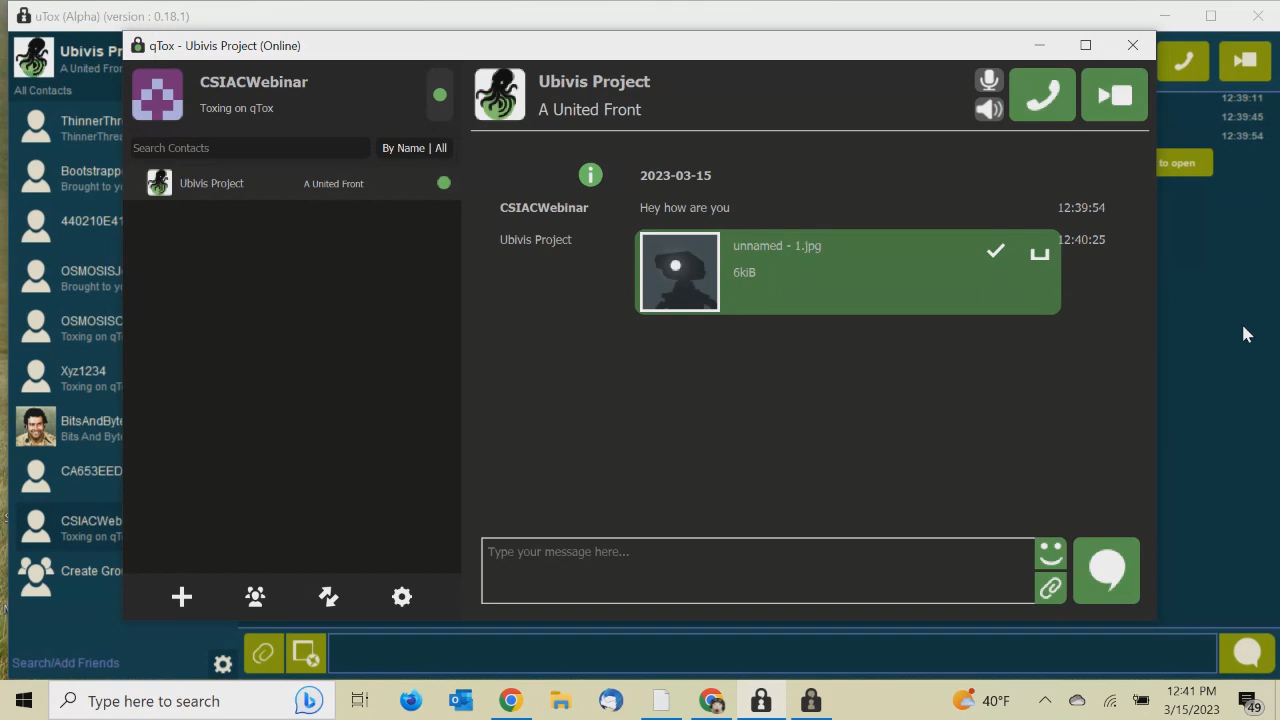 uTox (Alpha) (version : 0.18.1)
qTox - Ubivis Project (Online)
Ubivis Pr
A United F
All Contacts
ThinnerThr
ThinnerThrea
Bootstrapp
Brought to y
440210E41
OSMOSISJ
Brought to y
OSMOSISC
Toxing on qT
Xyz1234
Toxing on qT
BitsAndByt
Bits And Byte
CA653EED
CSIACWeb
Toxing on qT
Create Gro
Search/Add Friends
CSIACWebinar
Toxing on qTox
Search Contacts
By Name | All
Ubivis Project
A United Front
Ubivis Project
A United Front
2023-03-15
CSIACWebinar
Hey how are you
12:39:54
Ubivis Project
unnamed - 1.jpg
6kiB
12:40:25
Type your message here...
12:39:11
12:39:45
12:39:54
to open
Type here to search
40°F
12:41 PM
3/15/2023
49